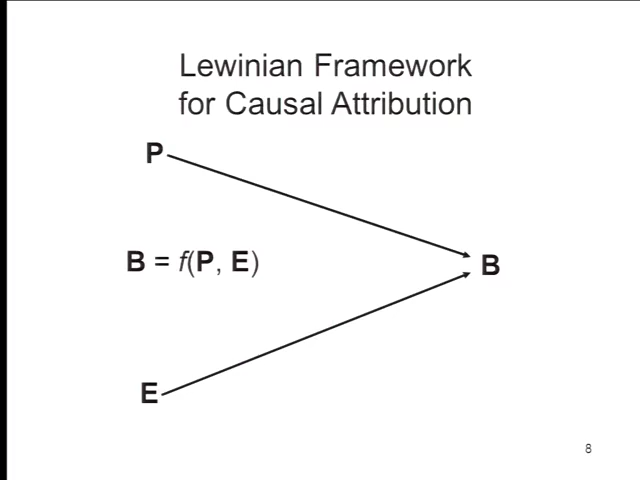 Lewinian Framework
for Causal Attribution
P
B = f(P, E)
B
E
8